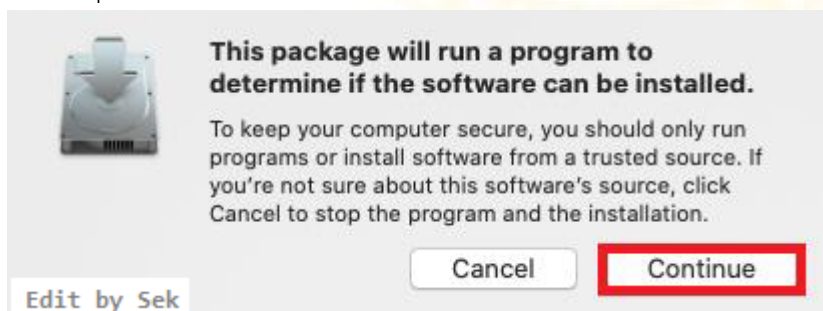 This package will run a program to
determine if the software can be installed.
To keep your computer secure, you should only run
programs or install software from a trusted source. If
you're not sure about this software's source, click
Cancel to stop the program and the installation.
Cancel
Continue
Edit by Sek